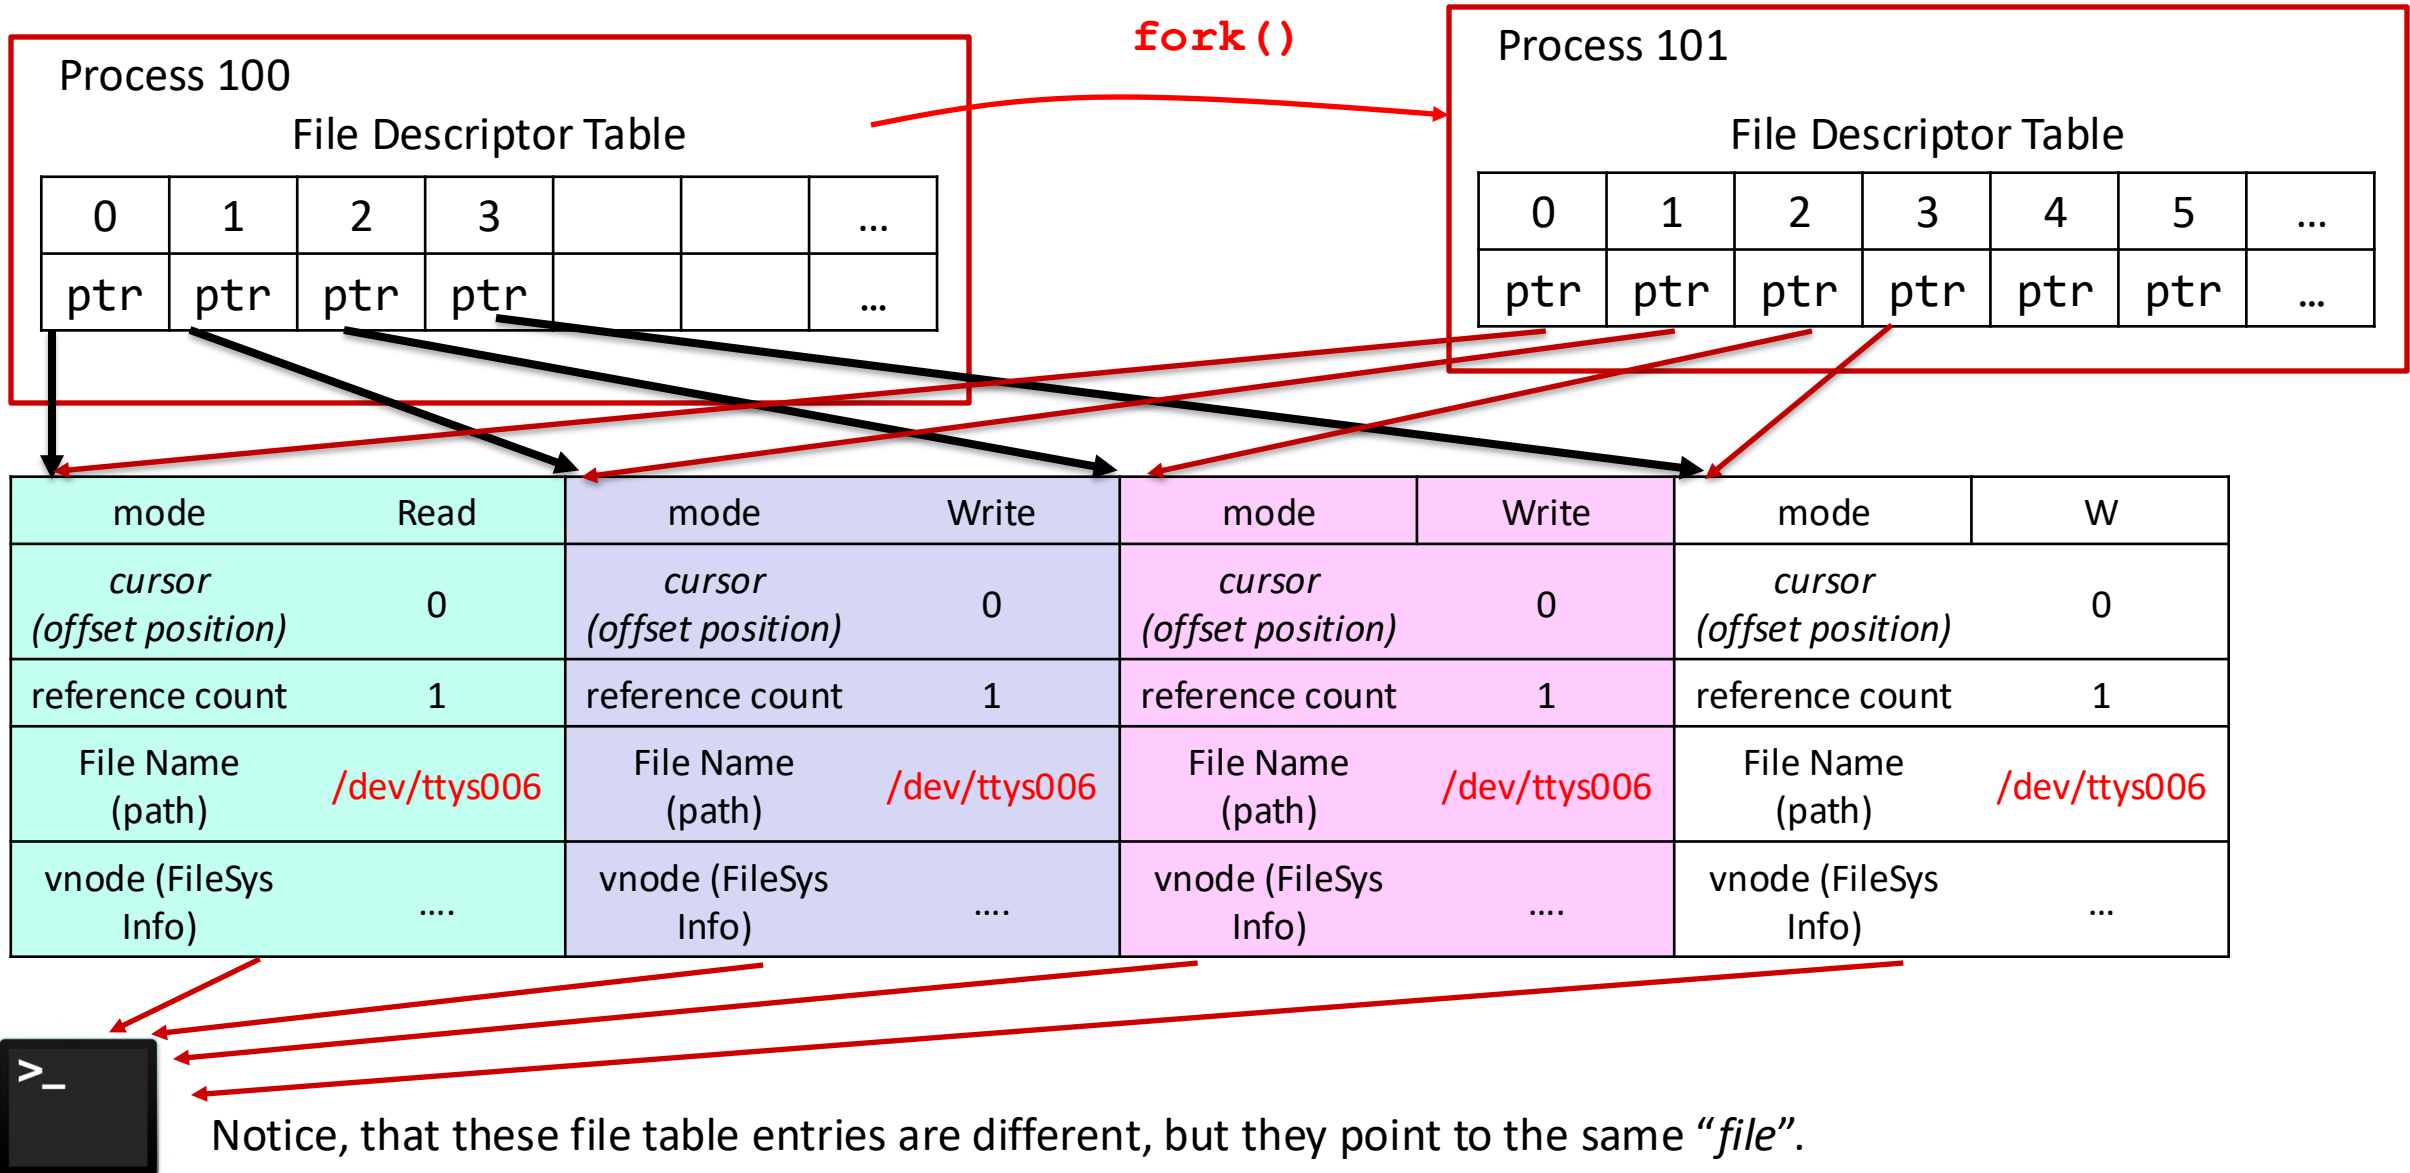 fork()
Process 100
File Descriptor Table
0 1 2 3 ...
ptr ptr ptr ptr ...
Process 101
File Descriptor Table
0 1 2 3 4 5 ...
ptr ptr ptr ptr ptr ptr ...
mode Read mode Write mode Write mode W
cursor cursor cursor cursor
(offset position) 0 (offset position) 0 (offset position) 0 (offset position) 0
reference count 1 reference count 1 reference count 1 reference count 1
File Name File Name File Name File Name
(path) /dev/ttys006 (path) /dev/ttys006 (path) /dev/ttys006 (path) /dev/ttys006
vnode (FileSys vnode (FileSys vnode (FileSys vnode (FileSys
Info) .... Info) .... Info) .... Info) ...
>_
Notice, that these file table entries are different, but they point to the same “file”.